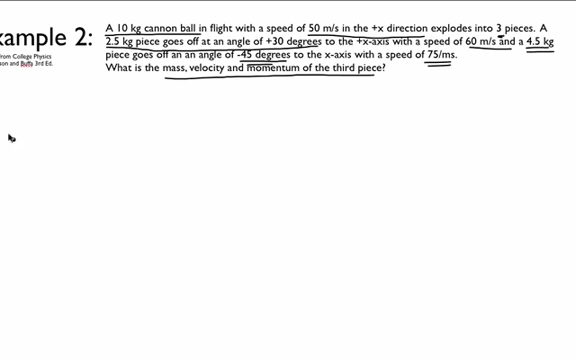 xample 2:
A 10 kg cannon ball in flight with a speed of 50 m/s in the +x direction explodes into 3 pieces. A
2.5 kg piece goes off at an angle of +30 degrees to the +x-axis with a speed of 60 m/s and a 4.5 kg
piece goes off an an angle of -45 degrees to the x-axis with a speed of 75/ms.
What is the mass, velocity and momentum of the third piece?
from College Physics
son and Buffa 3rd Ed.